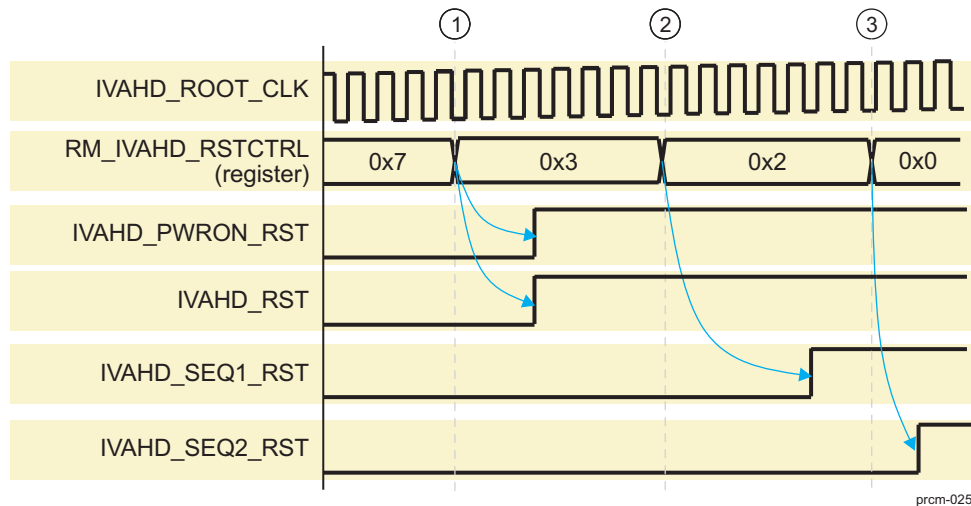 1 2 3
IVAHD_ROOT_CLK
RM_IVAHD_RSTCTRL
(register)
0x7 0x3 0x2 0x0
IVAHD_PWRON_RST
IVAHD_RST
IVAHD_SEQ1_RST
IVAHD_SEQ2_RST
prcm-025